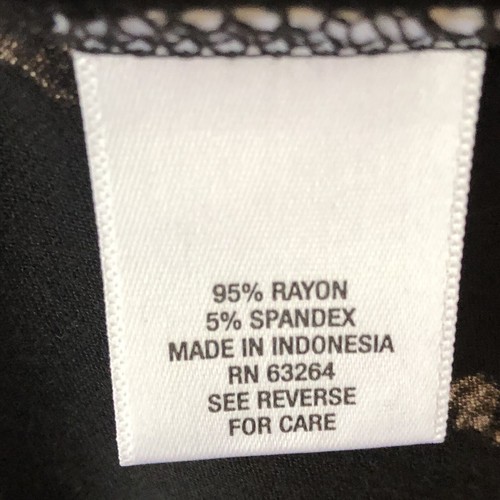 95% RAYON
5% SPANDEX
MADE IN INDONESIA
RN 63264
SEE REVERSE
FOR CARE